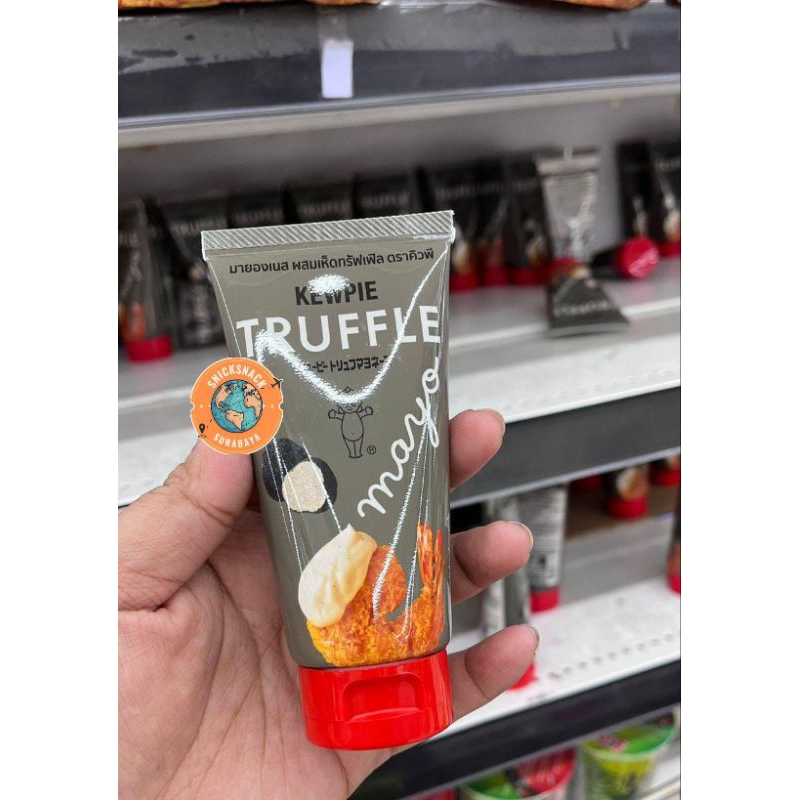 มายองเนส ผสมเห็ดทรัฟเฟิล ตราคิวพี
KEWPIE
TRUFFLE
キユーピー トリュフマヨネーズ
mayo
®
SNICKSNACK
SURABAYA